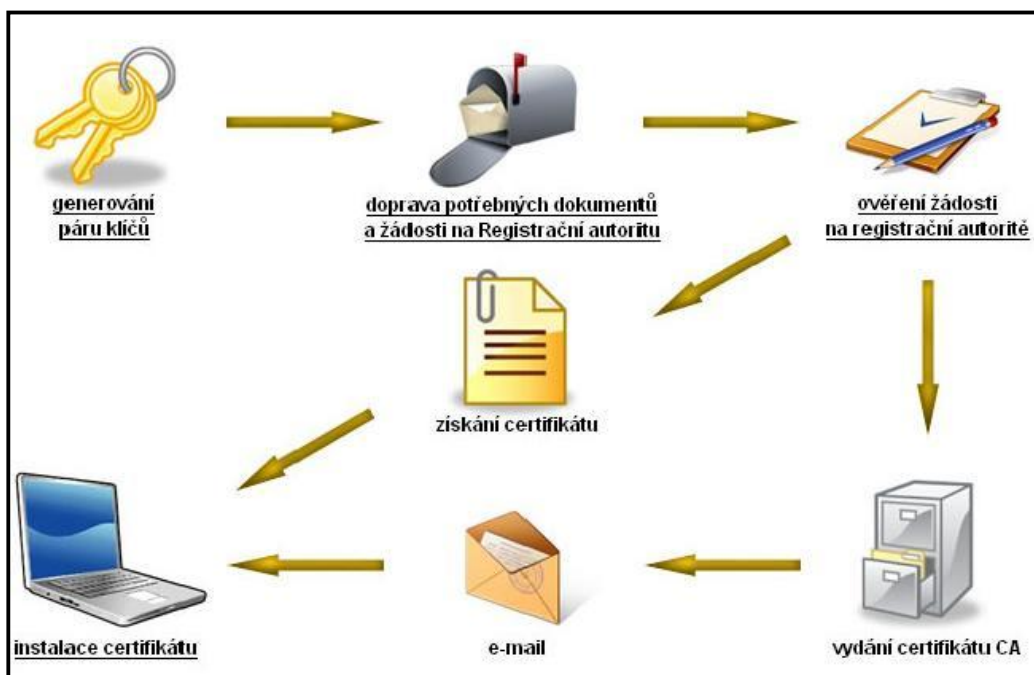 generování
páru klíčů
doprava potřebných dokumentů
a žádosti na Registrační autoritu
ověření žádosti
na registrační autoritě
získání certifikátu
instalace certifikátu
e-mail
vydání certifikátu CA